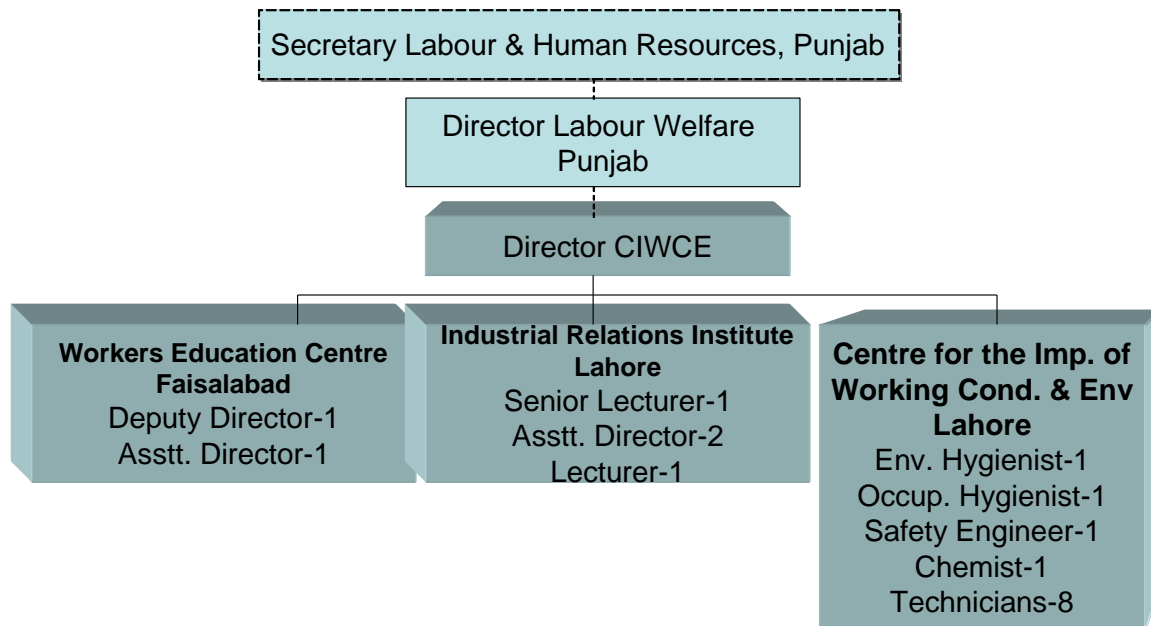 Secretary Labour & Human Resources, Punjab
Director Labour Welfare
Punjab
Director CIWCE
Workers Education Centre
Faisalabad
Deputy Director-1
Asstt. Director-1
Industrial Relations Institute
Lahore
Senior Lecturer-1
Asstt. Director-2
Lecturer-1
Centre for the Imp. of
Working Cond. & Env
Lahore
Env. Hygienist-1
Occup. Hygienist-1
Safety Engineer-1
Chemist-1
Technicians-8